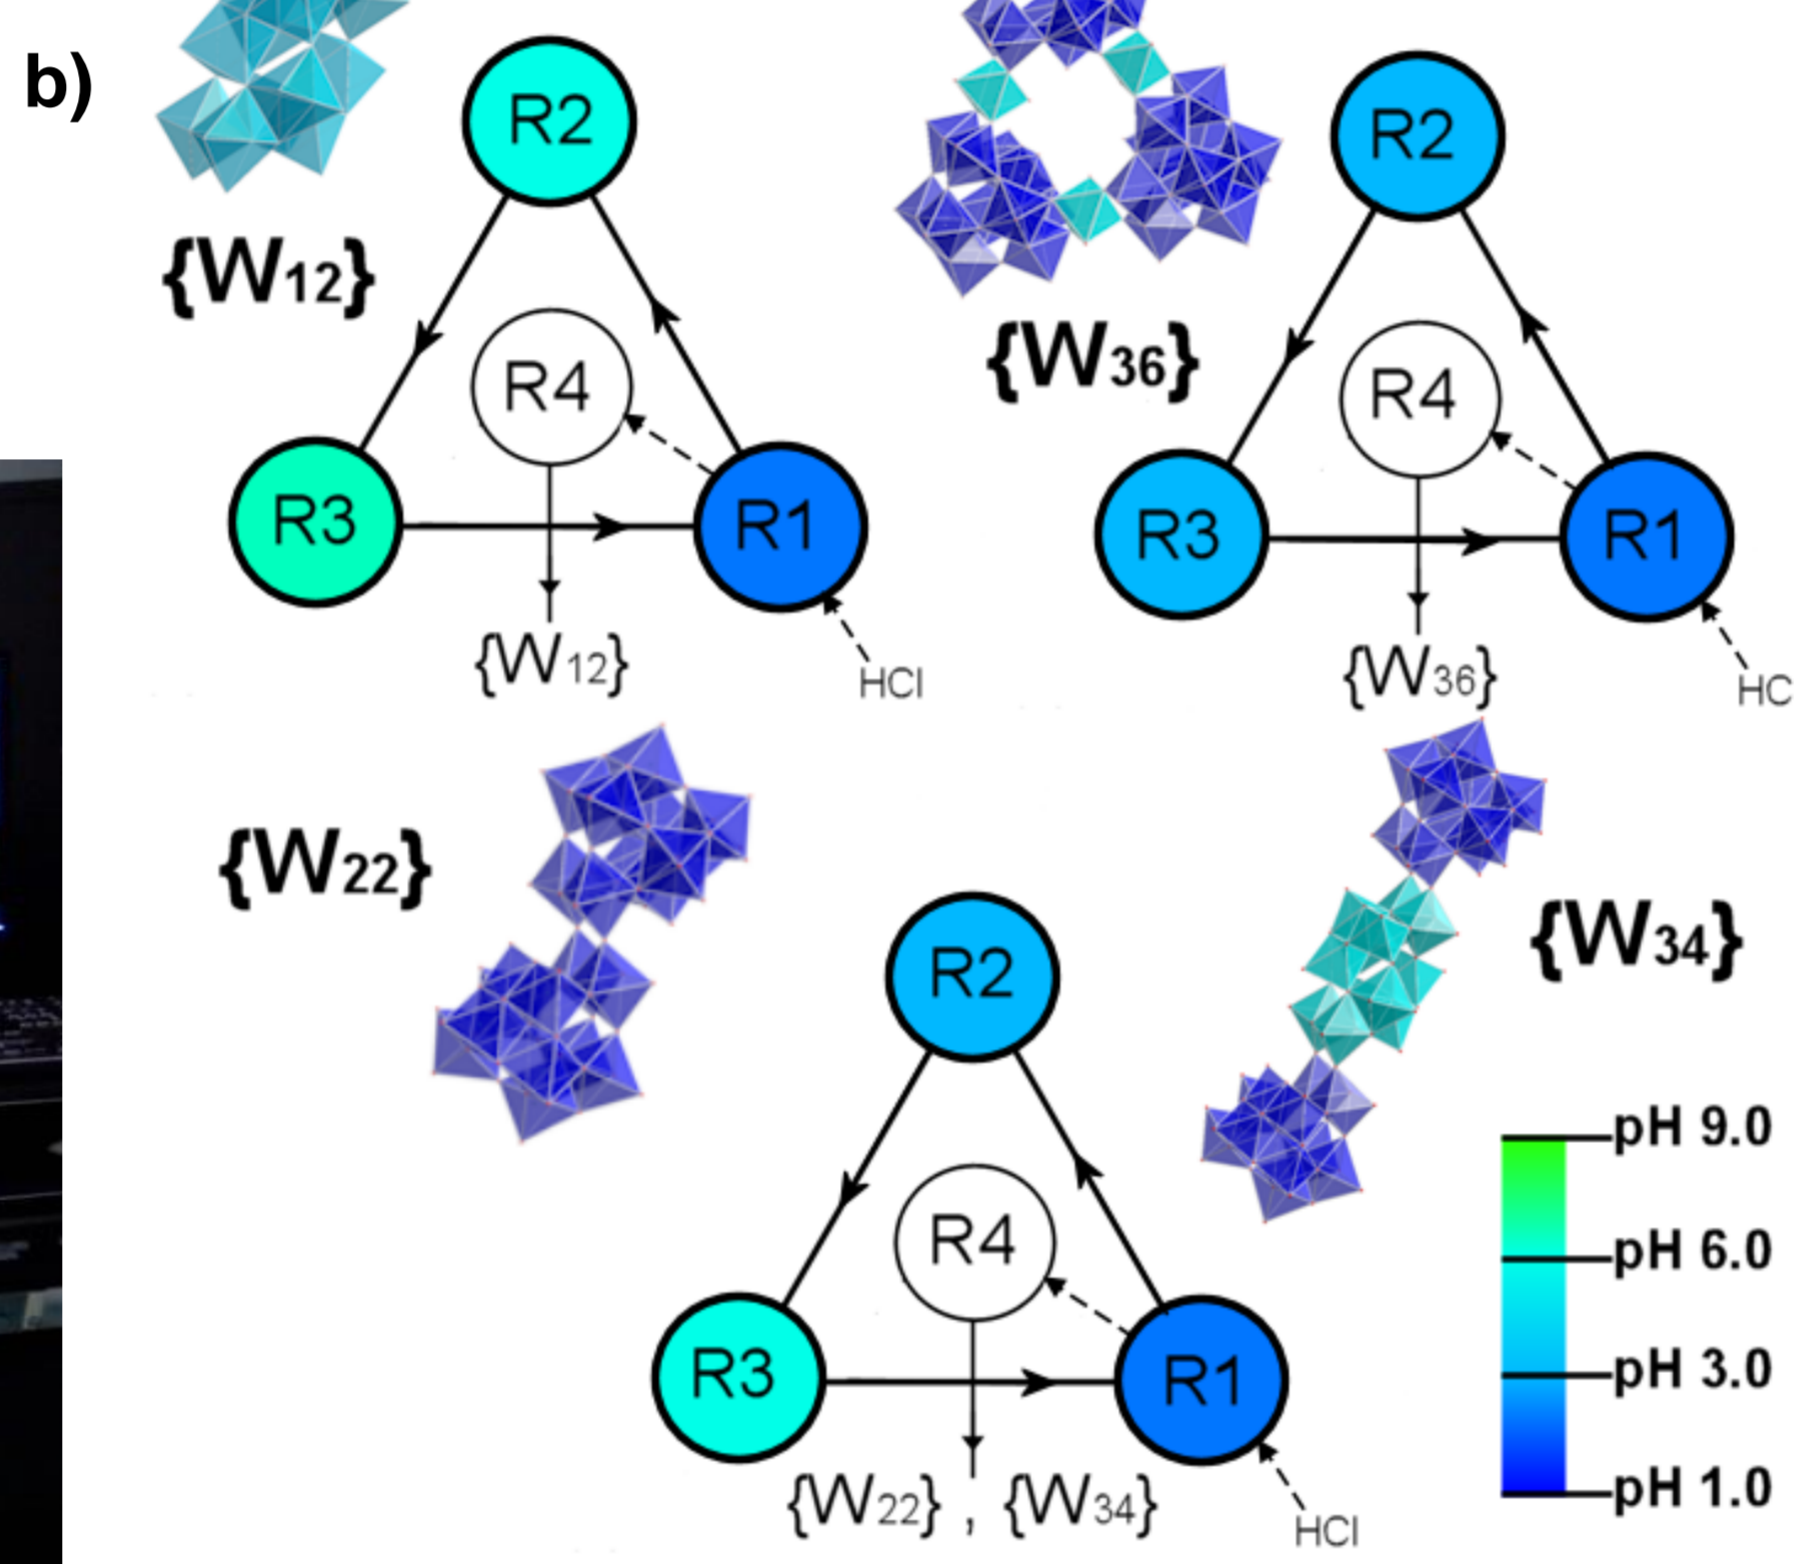 b)
R2
{W12}
R4
R3
R1
{W12}
HCl
R2
{W36}
R4
R3
R1
{W36}
HC
{W22}
{W34}
R2
R4
R3
R1
{W22} , {W34}
HCl
pH 9.0
pH 6.0
pH 3.0
pH 1.0